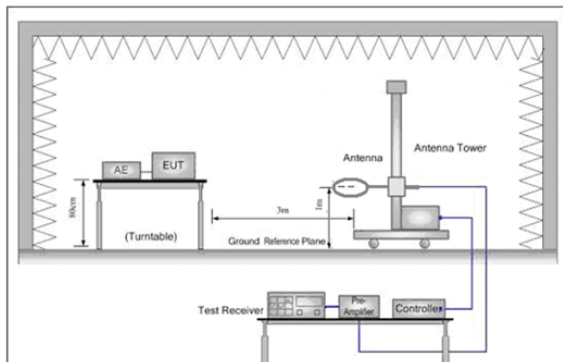 Antenna
Antenna Tower
AE
EUT
80cm
(Turntable)
3m
1m
Ground Reference Plane
Test Receiver
Pre-
Amplifier
Controller